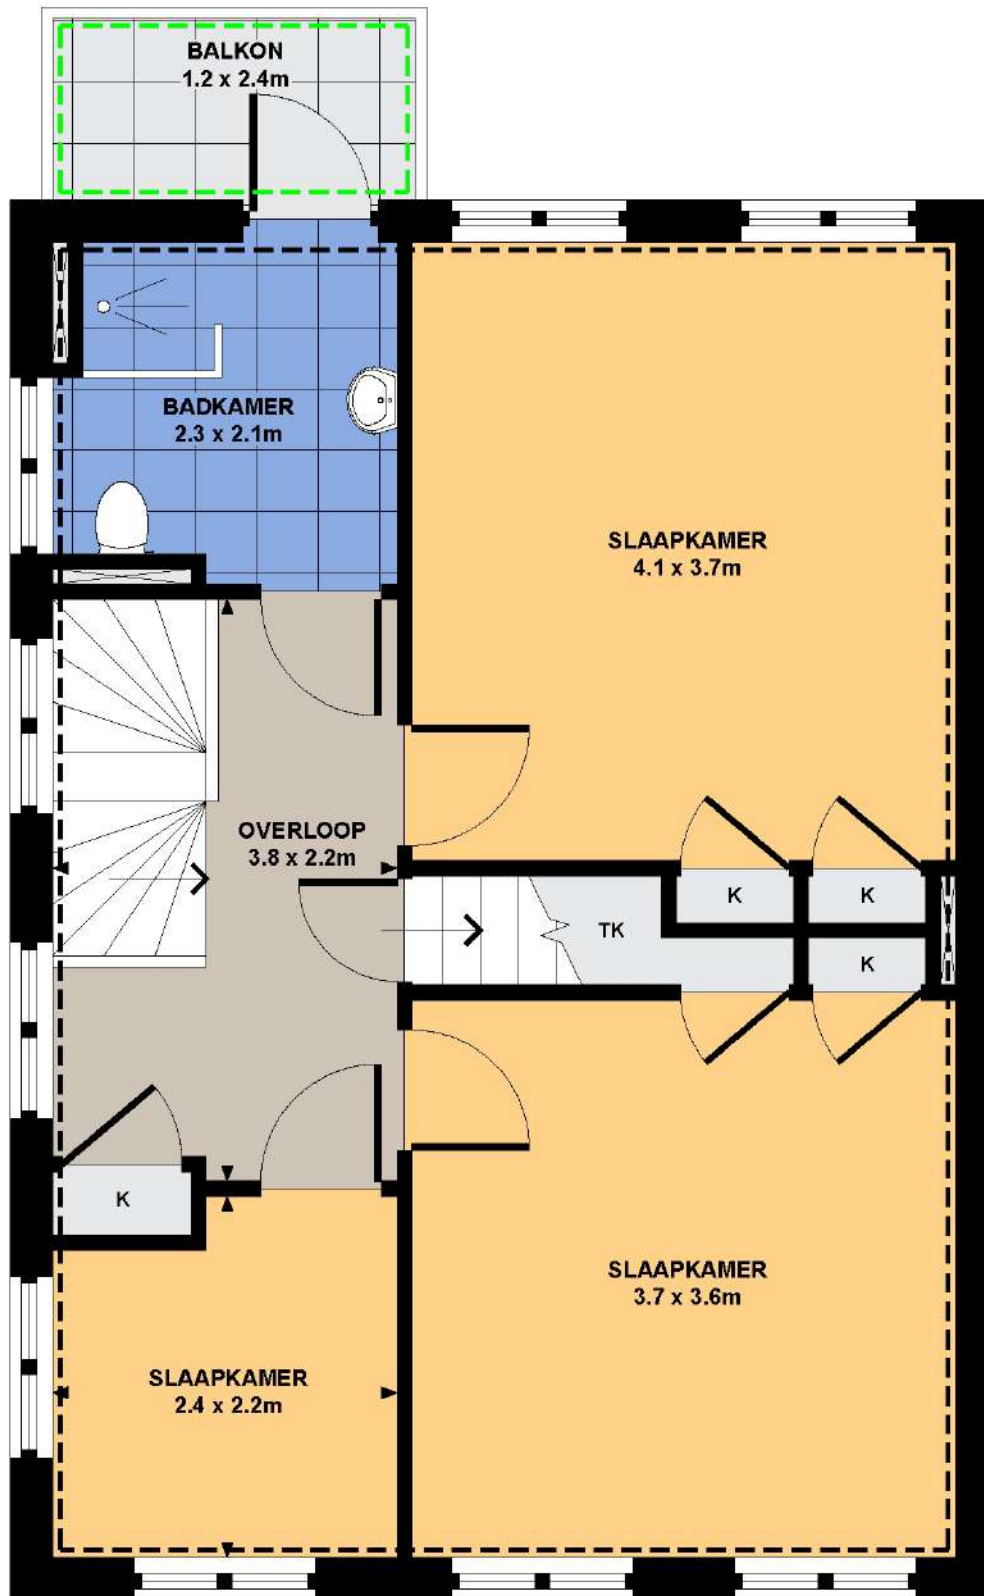 BALKON
1.2 x 2.4m
BADKAMER
2.3 x 2.1m
SLAAPKAMER
4.1 x 3.7m
OVERLOOP
3.8 x 2.2m
K
K
TK
K
K
SLAAPKAMER
3.7 x 3.6m
SLAAPKAMER
2.4 x 2.2m